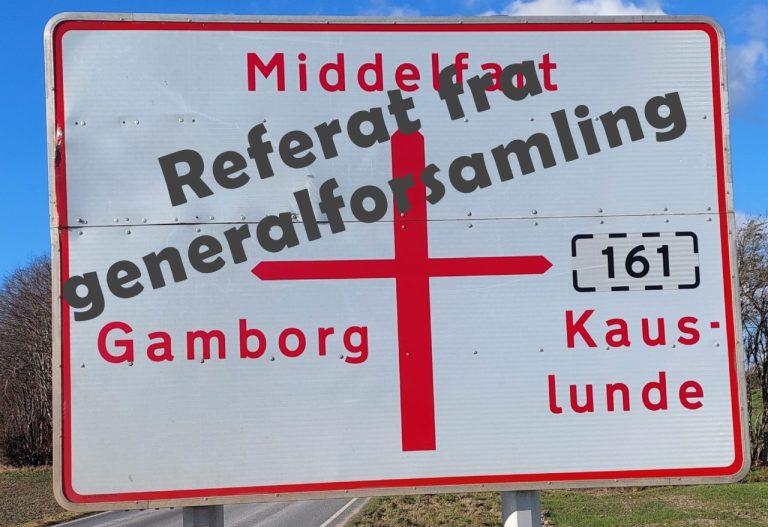 Middelfart
Referat fra
generalforsamling
161
Gamborg
Kaus-
lunde